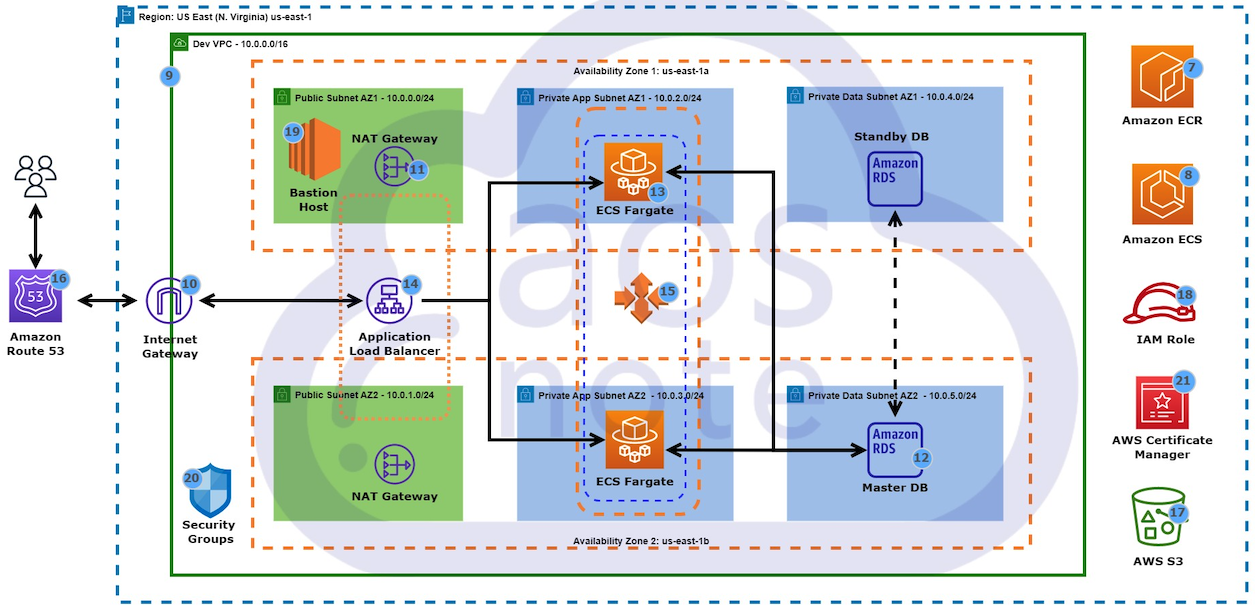 Region: US East (N. Virginia) us-east-1
Dev VPC - 10.0.0.0/16
9
Availability Zone 1: us-east-1a
Public Subnet AZ1 - 10.0.0.0/24
19
NAT Gateway
11
Bastion
Host
Private App Subnet AZ1 - 10.0.2.0/24
13
ECS Fargate
Private Data Subnet AZ1 - 10.0.4.0/24
Standby DB
Amazon
RDS
7
Amazon ECR
8
Amazon ECS
53
16
Amazon
Route 53
10
Internet
Gateway
14
Application
Load Balancer
15
aos
note
18
IAM Role
Availability Zone 2: us-east-1b
Public Subnet AZ2 - 10.0.1.0/24
NAT Gateway
Private App Subnet AZ2 - 10.0.3.0/24
ECS Fargate
Private Data Subnet AZ2 - 10.0.5.0/24
Amazon
RDS
12
Master DB
20
Security
Groups
21
AWS Certificate
Manager
17
AWS S3